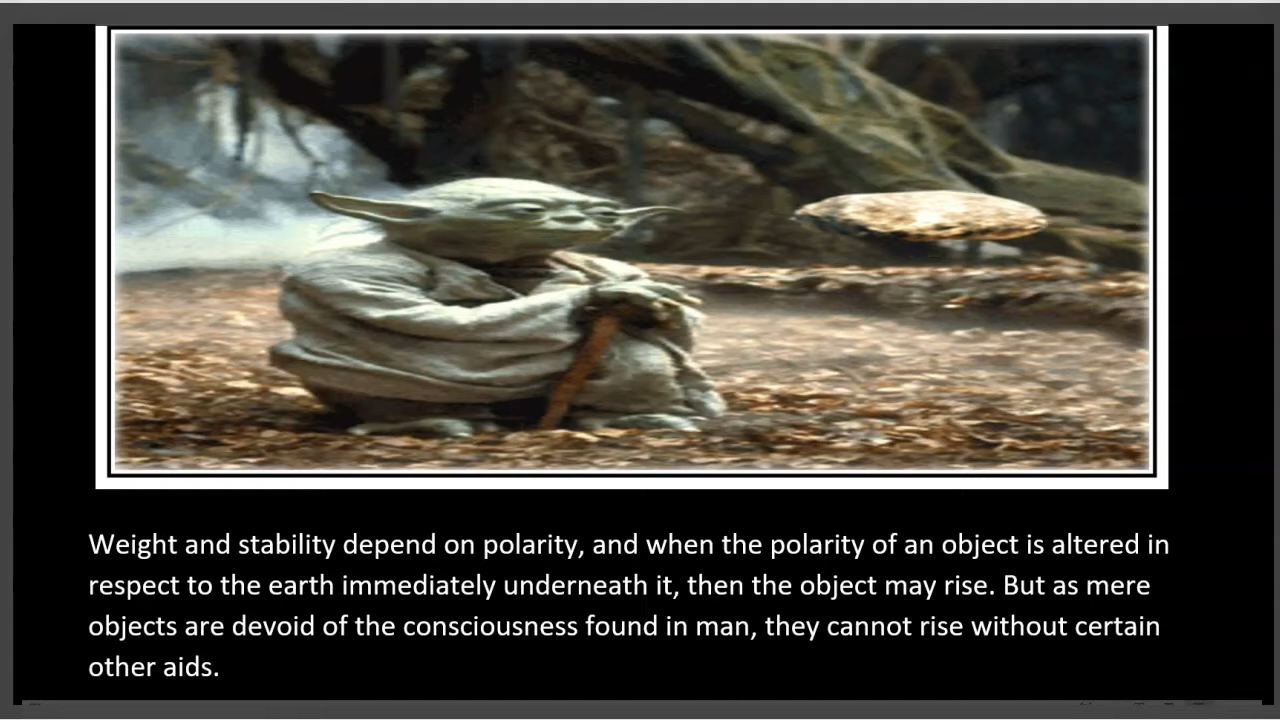 Weight and stability depend on polarity, and when the polarity of an object is altered in
respect to the earth immediately underneath it, then the object may rise. But as mere
objects are devoid of the consciousness found in man, they cannot rise without certain
other aids.